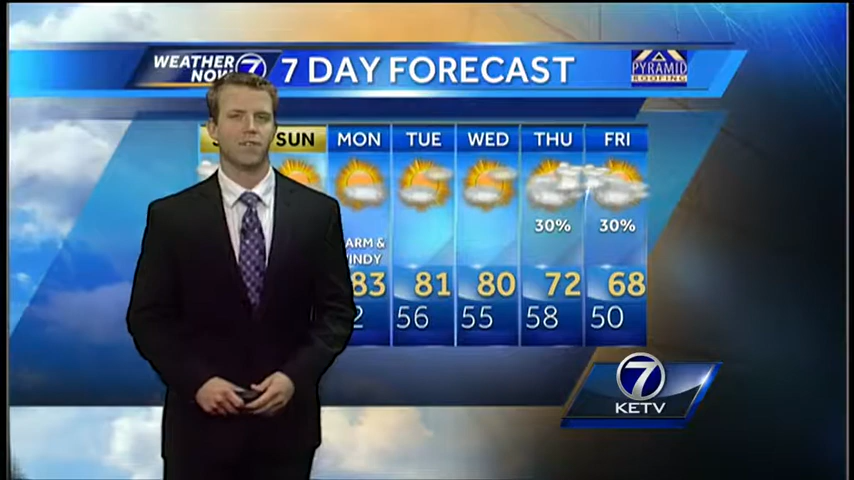 WEATHER
NOW 7
7 DAY FORECAST
PYRAMID
ROOFING
SUN MON TUE WED THU FRI
30% 30%
83 81 80 72 68
56 55 58 50
7
KETV